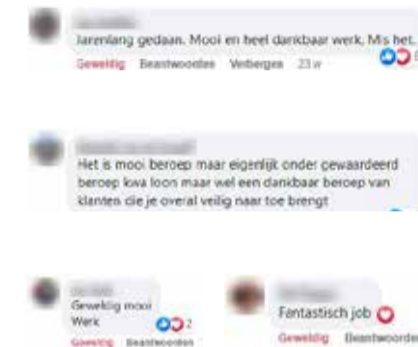 Jarenlang gedaan. Mooi en heel dankbaar werk. Mis het.
Geweldig Beantwoorden Verbergen 23 w
Het is mooi beroep maar eigenlijk onder gewaardeerd
beroep kwa loon maar wel een dankbaar beroep van
klanten die je overal veilig naar toe brengt
Geweldig mooi
Werk
2
Geweldig Beantwoorden
Fantastisch job
Geweldig Beantwoorden